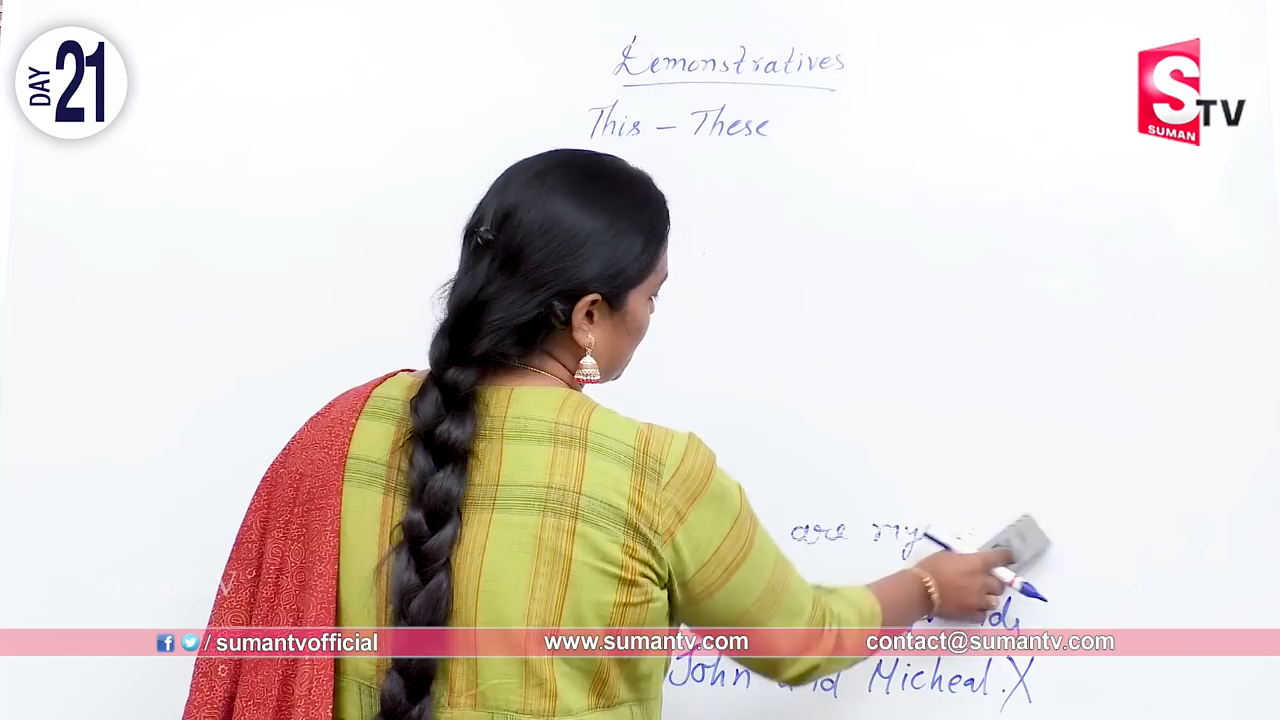 DAY 21
Demonstratives
S TV
SUMAN
This - These
are my
John and Micheal. X
/ sumantvofficial
www.sumantv.com
contact@sumantv.com